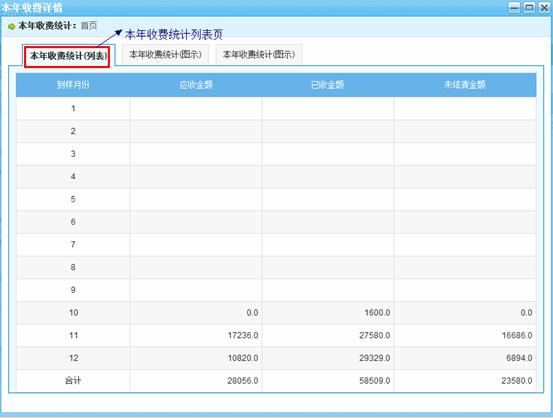 本年收费详情
本年收费统计：首页
本年收费统计列表页
本年收费统计(列表) 本年收费统计(图示) 本年收费统计(图示)
到样月份 应收金额 已收金额 未结清金额
1
2
3
4
5
6
7
8
9
10 0.0 1600.0 0.0
11 17236.0 27580.0 16686.0
12 10820.0 29329.0 6894.0
合计 28056.0 58509.0 23580.0